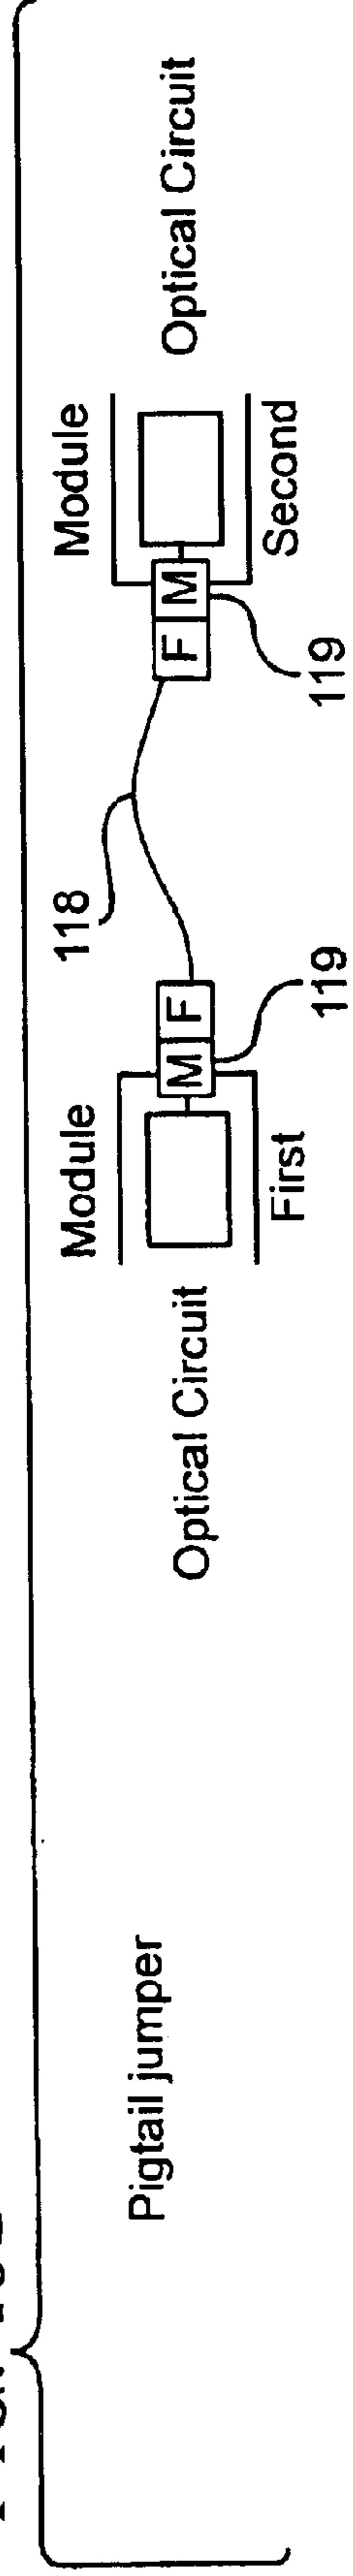 Pigtail jumper
Optical Circuit
Module
M F
First
119
118
Module
F M
Second
119
Optical Circuit